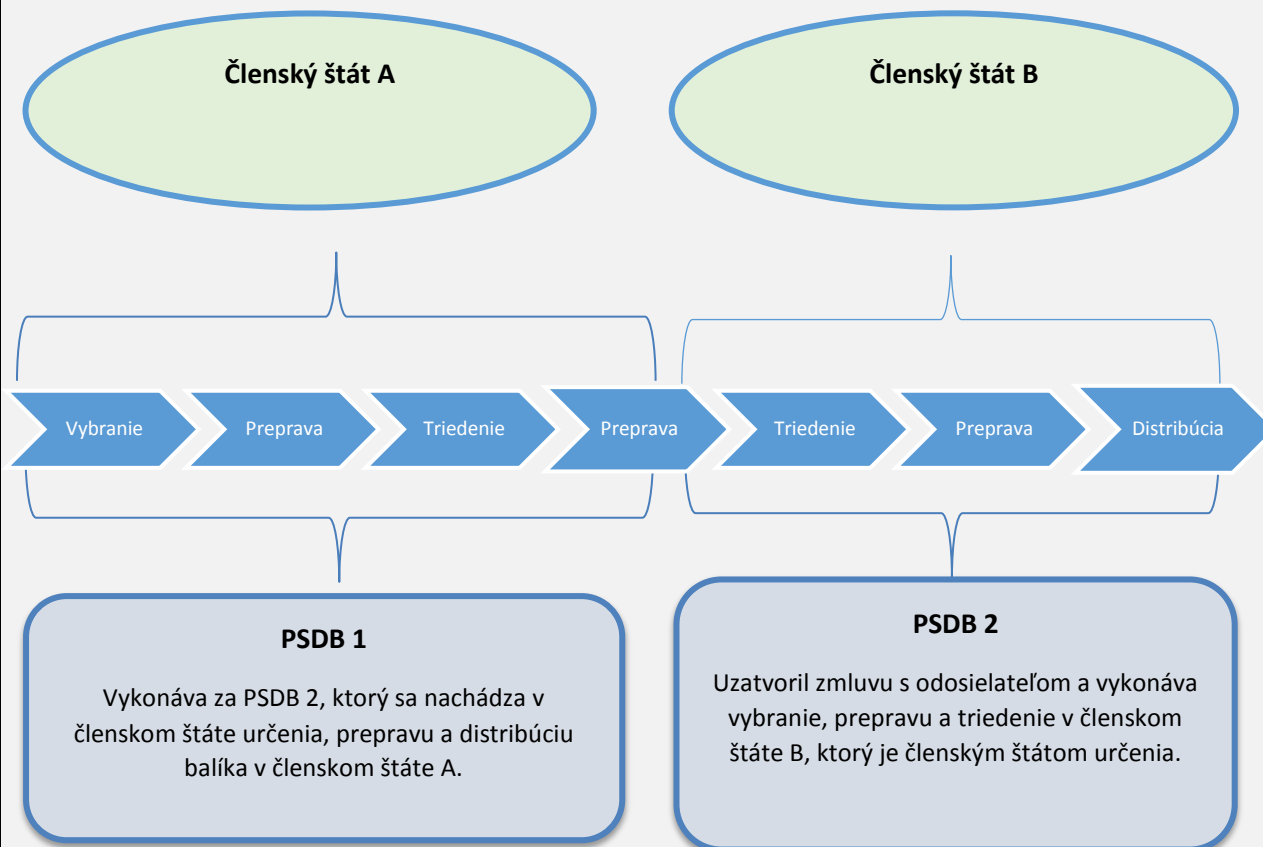 Členský štát A
Členský štát B
Vybranie
Preprava
Triedenie
Preprava
Triedenie
Preprava
Distribúcia
PSDB 1
Vykonáva za PSDB 2, ktorý sa nachádza v
členskom štáte určenia, prepravu a distribúciu
balíka v členskom štáte A.
PSDB 2
Uzatvoril zmluvu s odosielateľom a vykonáva
vybranie, prepravu a triedenie v členskom
štáte B, ktorý je členským štátom určenia.